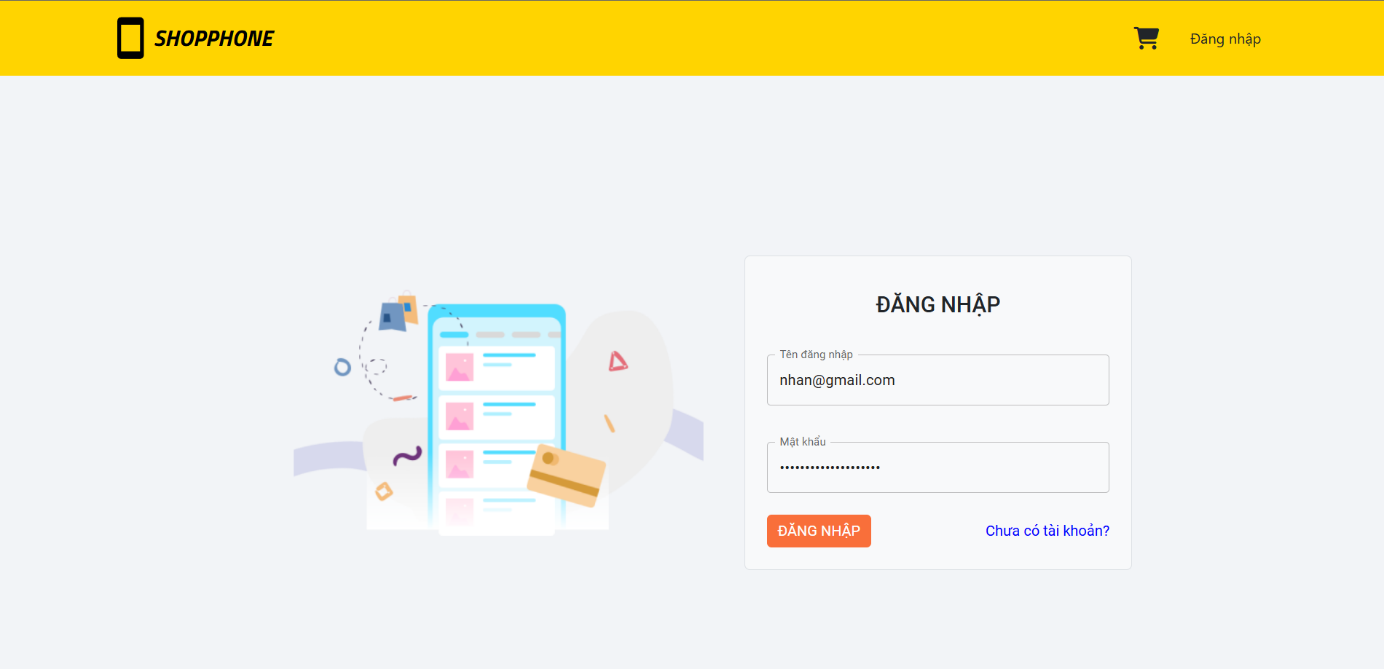 SHOPPHONE
Đăng nhập
ĐĂNG NHẬP
Tên đăng nhập
nhan@gmail.com
Mật khẩu
••••••••••••••••••••
ĐĂNG NHẬP
Chưa có tài khoản?